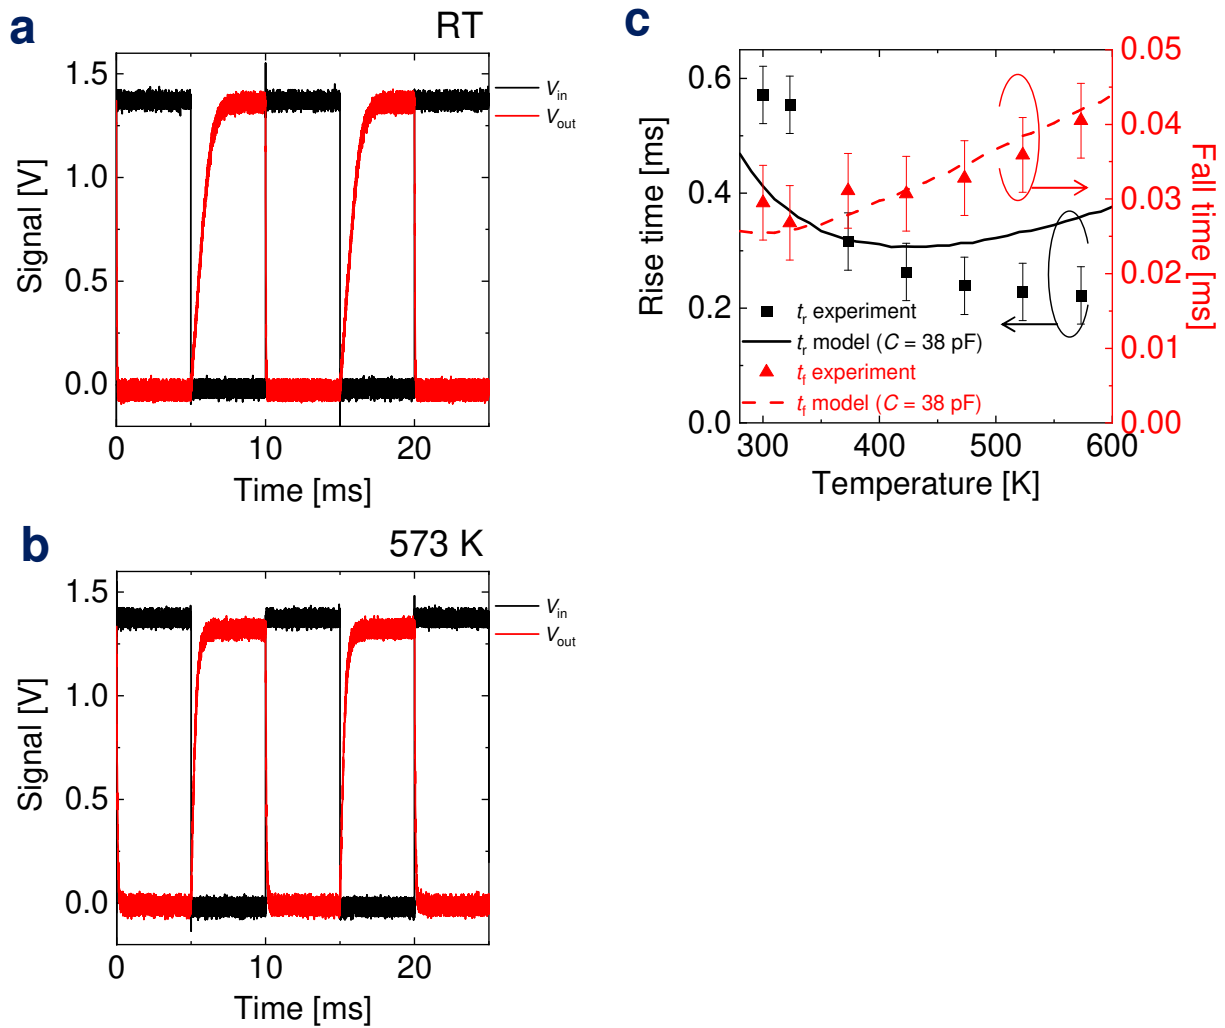 a
RT
1.5
1.0
0.5
0.0
Signal [V]
V_in
V_out
0
10
20
Time [ms]
b
573 K
1.5
1.0
0.5
0.0
Signal [V]
V_in
V_out
0
10
20
Time [ms]
c
0.6
0.4
0.2
0.0
Rise time [ms]
0.05
0.04
0.03
0.02
0.01
0.00
Fall time [ms]
t_r experiment
t_r model (C = 38 pF)
t_f experiment
t_f model (C = 38 pF)
300
400
500
600
Temperature [K]